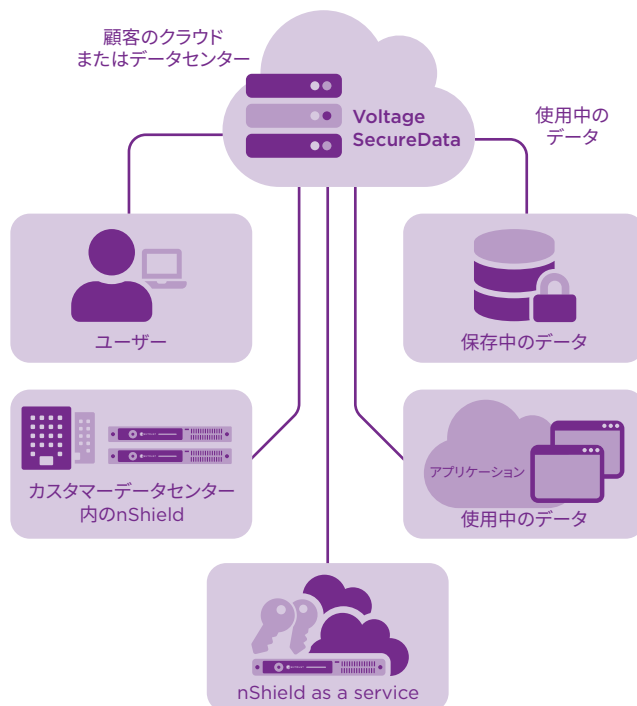 顧客のクラウド
またはデータセンター
Voltage
SecureData
使用中の
データ
ユーザー
保存中のデータ
カスタマーデータセンター
内のnShield
アプリケーション
使用中のデータ
nShield as a service